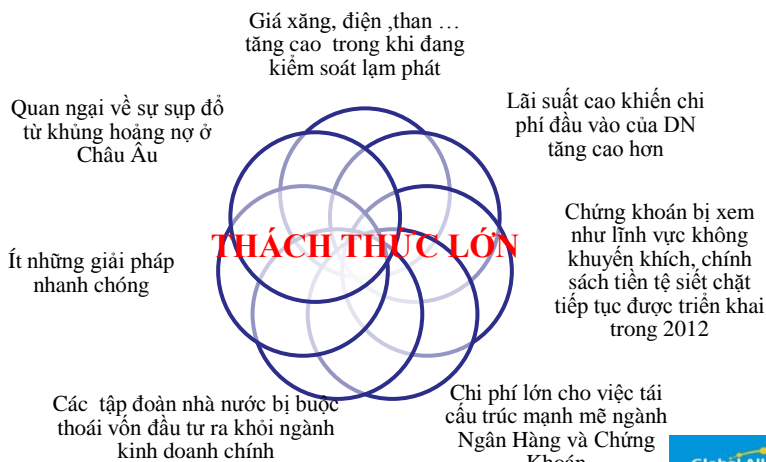 Giá xăng, điện ,than …
tăng cao trong khi đang
kiểm soát lạm phát
Quan ngại về sự sụp đổ
từ khủng hoảng nợ ở
Châu Âu
Lãi suất cao khiến chi
phí đầu vào của DN
tăng cao hơn
THÁCH THỨC LỚN
Chứng khoán bị xem
như lĩnh vực không
khuyến khích, chính
sách tiền tệ siết chặt
tiếp tục được triển khai
trong 2012
Ít những giải pháp
nhanh chóng
Các tập đoàn nhà nước bị buộc
thoái vốn đầu tư ra khỏi ngành
kinh doanh chính
Chi phí lớn cho việc tái
cấu trúc mạnh mẽ ngành
Ngân Hàng và Chứng
Khoán